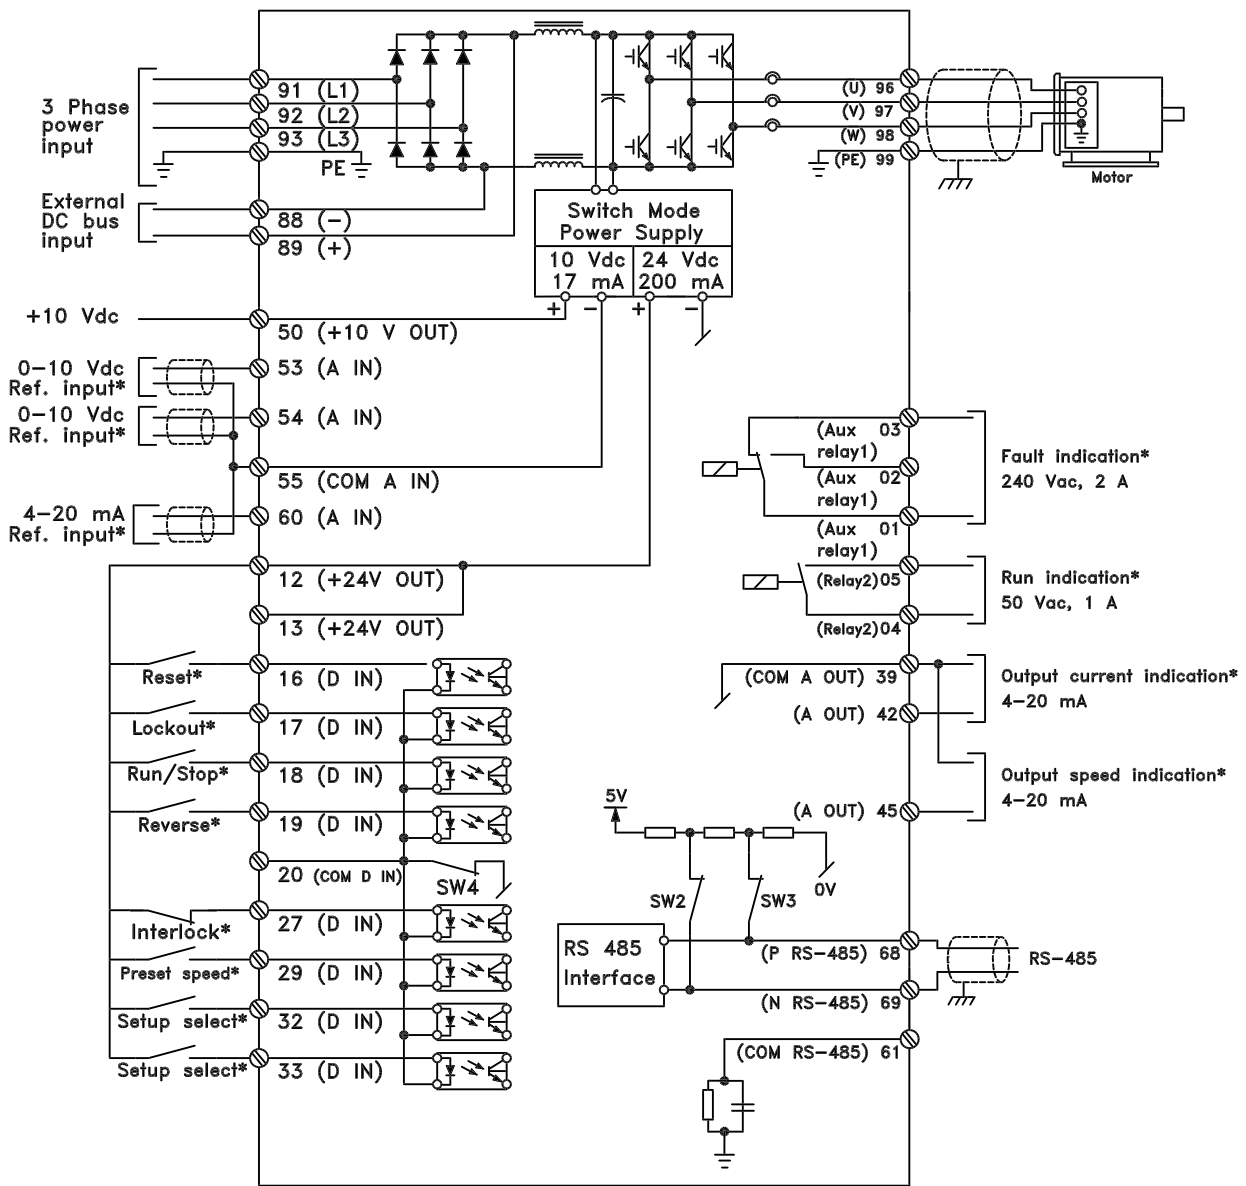 3 Phase
power
input
91 (L1)
92 (L2)
93 (L3)
PE
External
DC bus
input
88 (-)
89 (+)
Switch Mode
Power Supply
10 Vdc
17 mA
24 Vdc
200 mA
+
-
+
-
(U) 96
(V) 97
(W) 98
(PE) 99
Motor
+10 Vdc
50 (+10 V OUT)
0-10 Vdc
Ref. input*
53 (A IN)
0-10 Vdc
Ref. input*
54 (A IN)
55 (COM A IN)
4-20 mA
Ref. input*
60 (A IN)
12 (+24V OUT)
13 (+24V OUT)
Reset*
16 (D IN)
Lockout*
17 (D IN)
Run/Stop*
18 (D IN)
Reverse*
19 (D IN)
20 (COM D IN)
SW4
Interlock*
27 (D IN)
Preset speed*
29 (D IN)
Setup select*
32 (D IN)
Setup select*
33 (D IN)
(Aux 03
relay1)
(Aux 02
relay1)
(Aux 01
relay1)
Fault indication*
240 Vac, 2 A
(Relay2)05
(Relay2)04
Run indication*
50 Vac, 1 A
(COM A OUT) 39
(A OUT) 42
Output current indication*
4-20 mA
(A OUT) 45
Output speed indication*
4-20 mA
5V
0V
SW2
SW3
RS 485
Interface
(P RS-485) 68
(N RS-485) 69
RS-485
(COM RS-485) 61